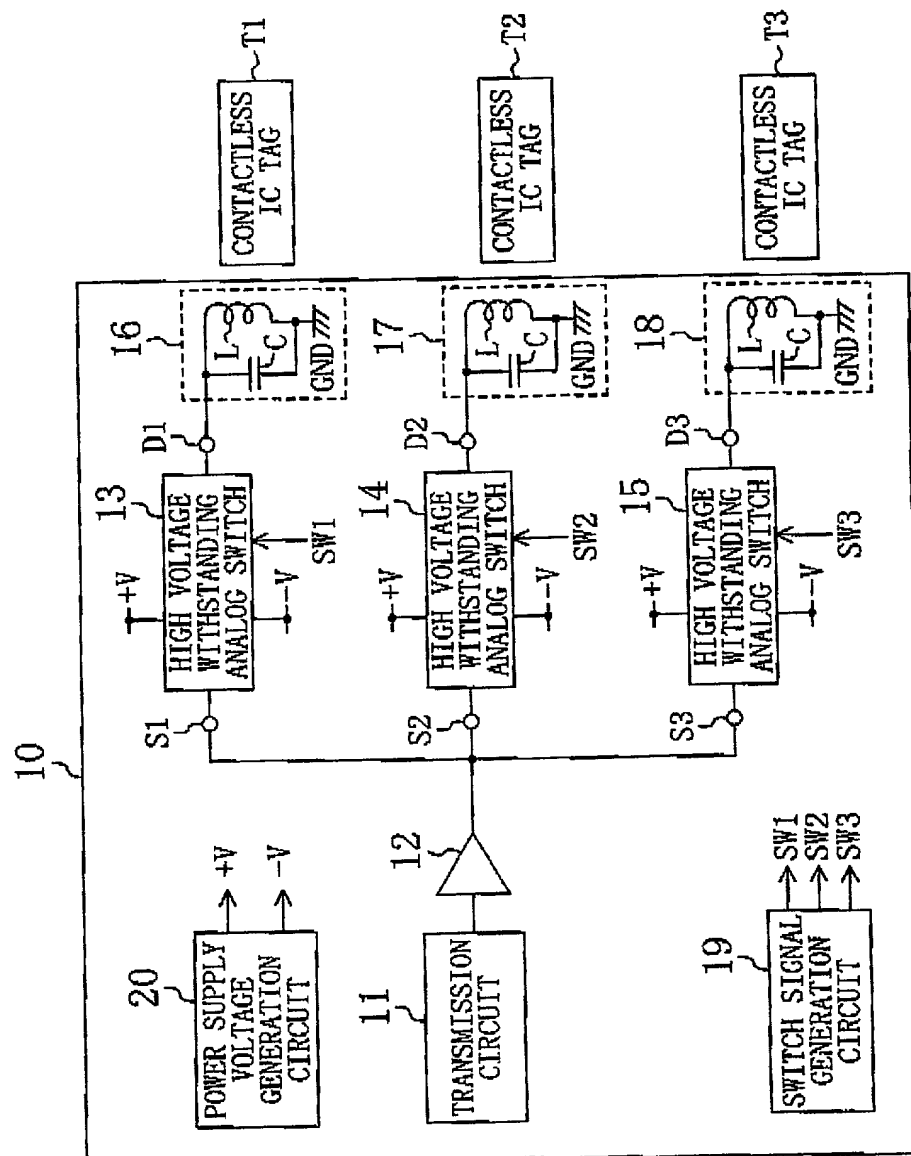 10
20
POWER SUPPLY
VOLTAGE
GENERATION
CIRCUIT
+V
-V
11
TRANSMISSION
CIRCUIT
12
19
SWITCH SIGNAL
GENERATION
CIRCUIT
SW1
SW2
SW3
S1
13
HIGH VOLTAGE
WITHSTANDING
ANALOG SWITCH
+V
-V
SW1
D1
16
L
C
GND
CONTACTLESS
IC TAG
T1
S2
14
HIGH VOLTAGE
WITHSTANDING
ANALOG SWITCH
+V
-V
SW2
D2
17
L
C
GND
CONTACTLESS
IC TAG
T2
S3
15
HIGH VOLTAGE
WITHSTANDING
ANALOG SWITCH
+V
-V
SW3
D3
18
L
C
GND
CONTACTLESS
IC TAG
T3